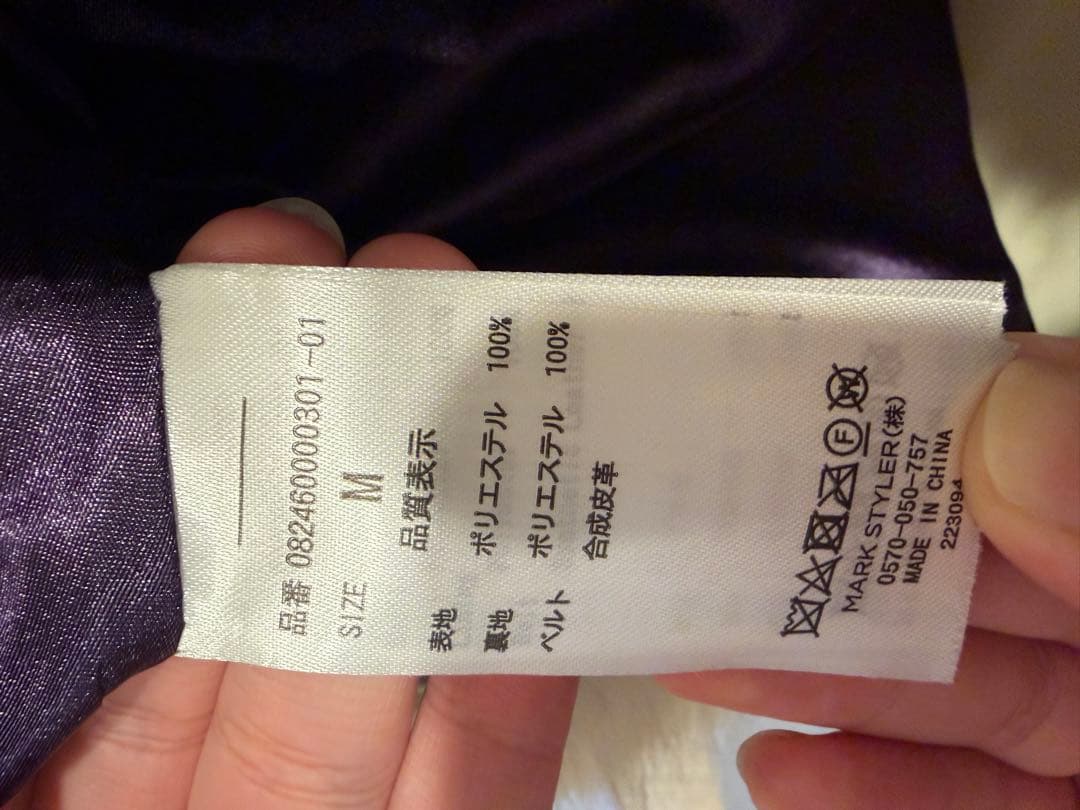 品番 082460000301-01
SIZE M
品質表示
表地 ポリエステル 100%
裏地 ポリエステル 100%
ベルト 合成皮革
MARK STYLER(株)
0570-050-757
MADE IN CHINA
223094